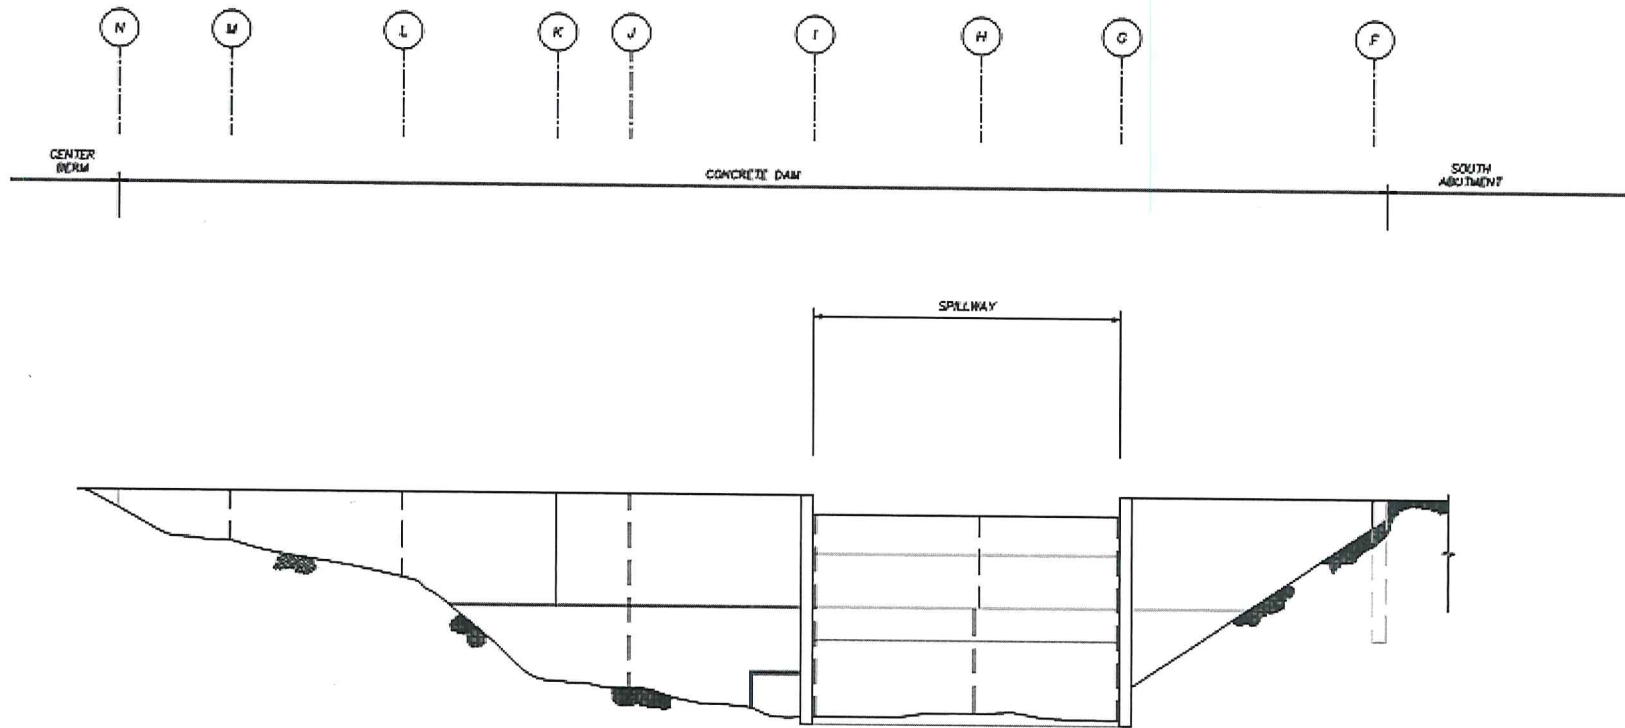 N M L K J I H G F
CENTER
BERM
CONCRETE DAM
SOUTH
ABUTMENT
SPILLWAY